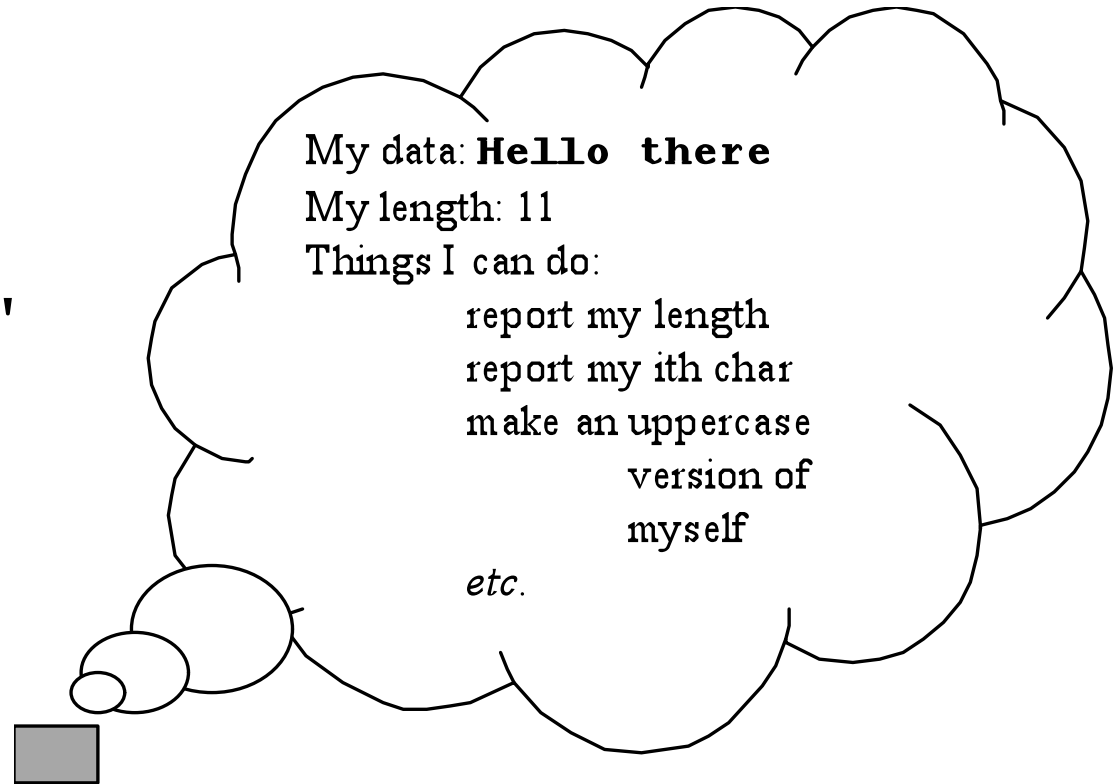 My data: Hello there
My length: 11
Things I can do:
'
report my length
report my ith char
make an uppercase
version of
myself
etc.